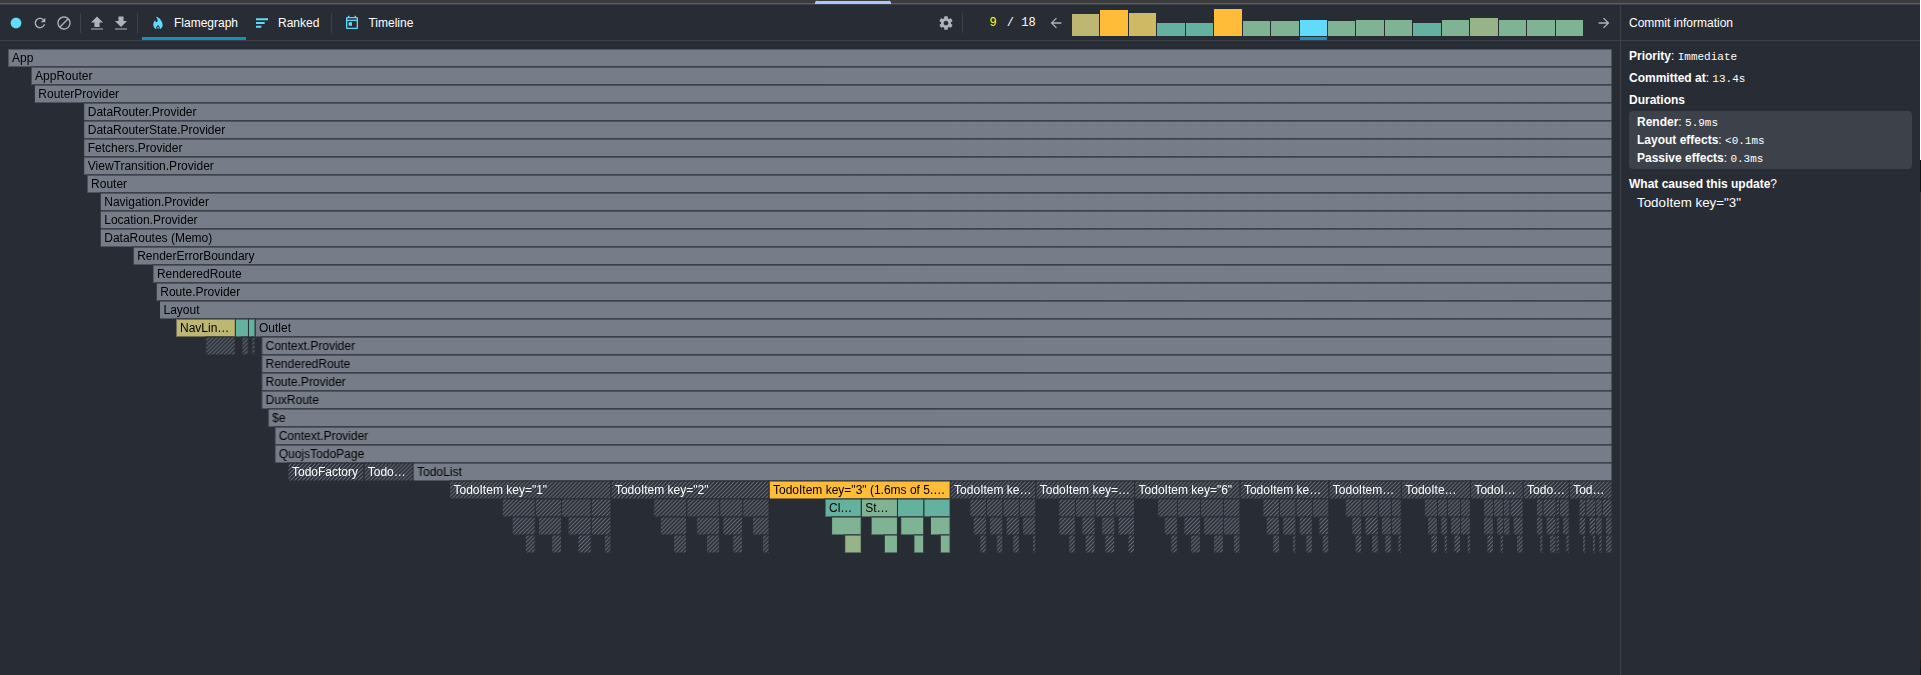 Flamegraph Ranked Timeline 9 / 18 Commit information
App
AppRouter
RouterProvider
DataRouter.Provider
DataRouterState.Provider
Fetchers.Provider
ViewTransition.Provider
Router
Navigation.Provider
Location.Provider
DataRoutes (Memo)
RenderErrorBoundary
RenderedRoute
Route.Provider
Layout
NavLin… Outlet
Context.Provider
RenderedRoute
Route.Provider
DuxRoute
$e
Context.Provider
QuojsTodoPage
TodoFactory Todo… TodoList
TodoItem key="1" TodoItem key="2" TodoItem key="3" (1.6ms of 5.… TodoItem ke… TodoItem key=… TodoItem key="6" TodoItem ke… TodoItem… TodoIte… TodoI… Todo… Tod…
Cl… St…
Priority: Immediate
Committed at: 13.4s
Durations
Render: 5.9ms
Layout effects: <0.1ms
Passive effects: 0.3ms
What caused this update?
TodoItem key="3"